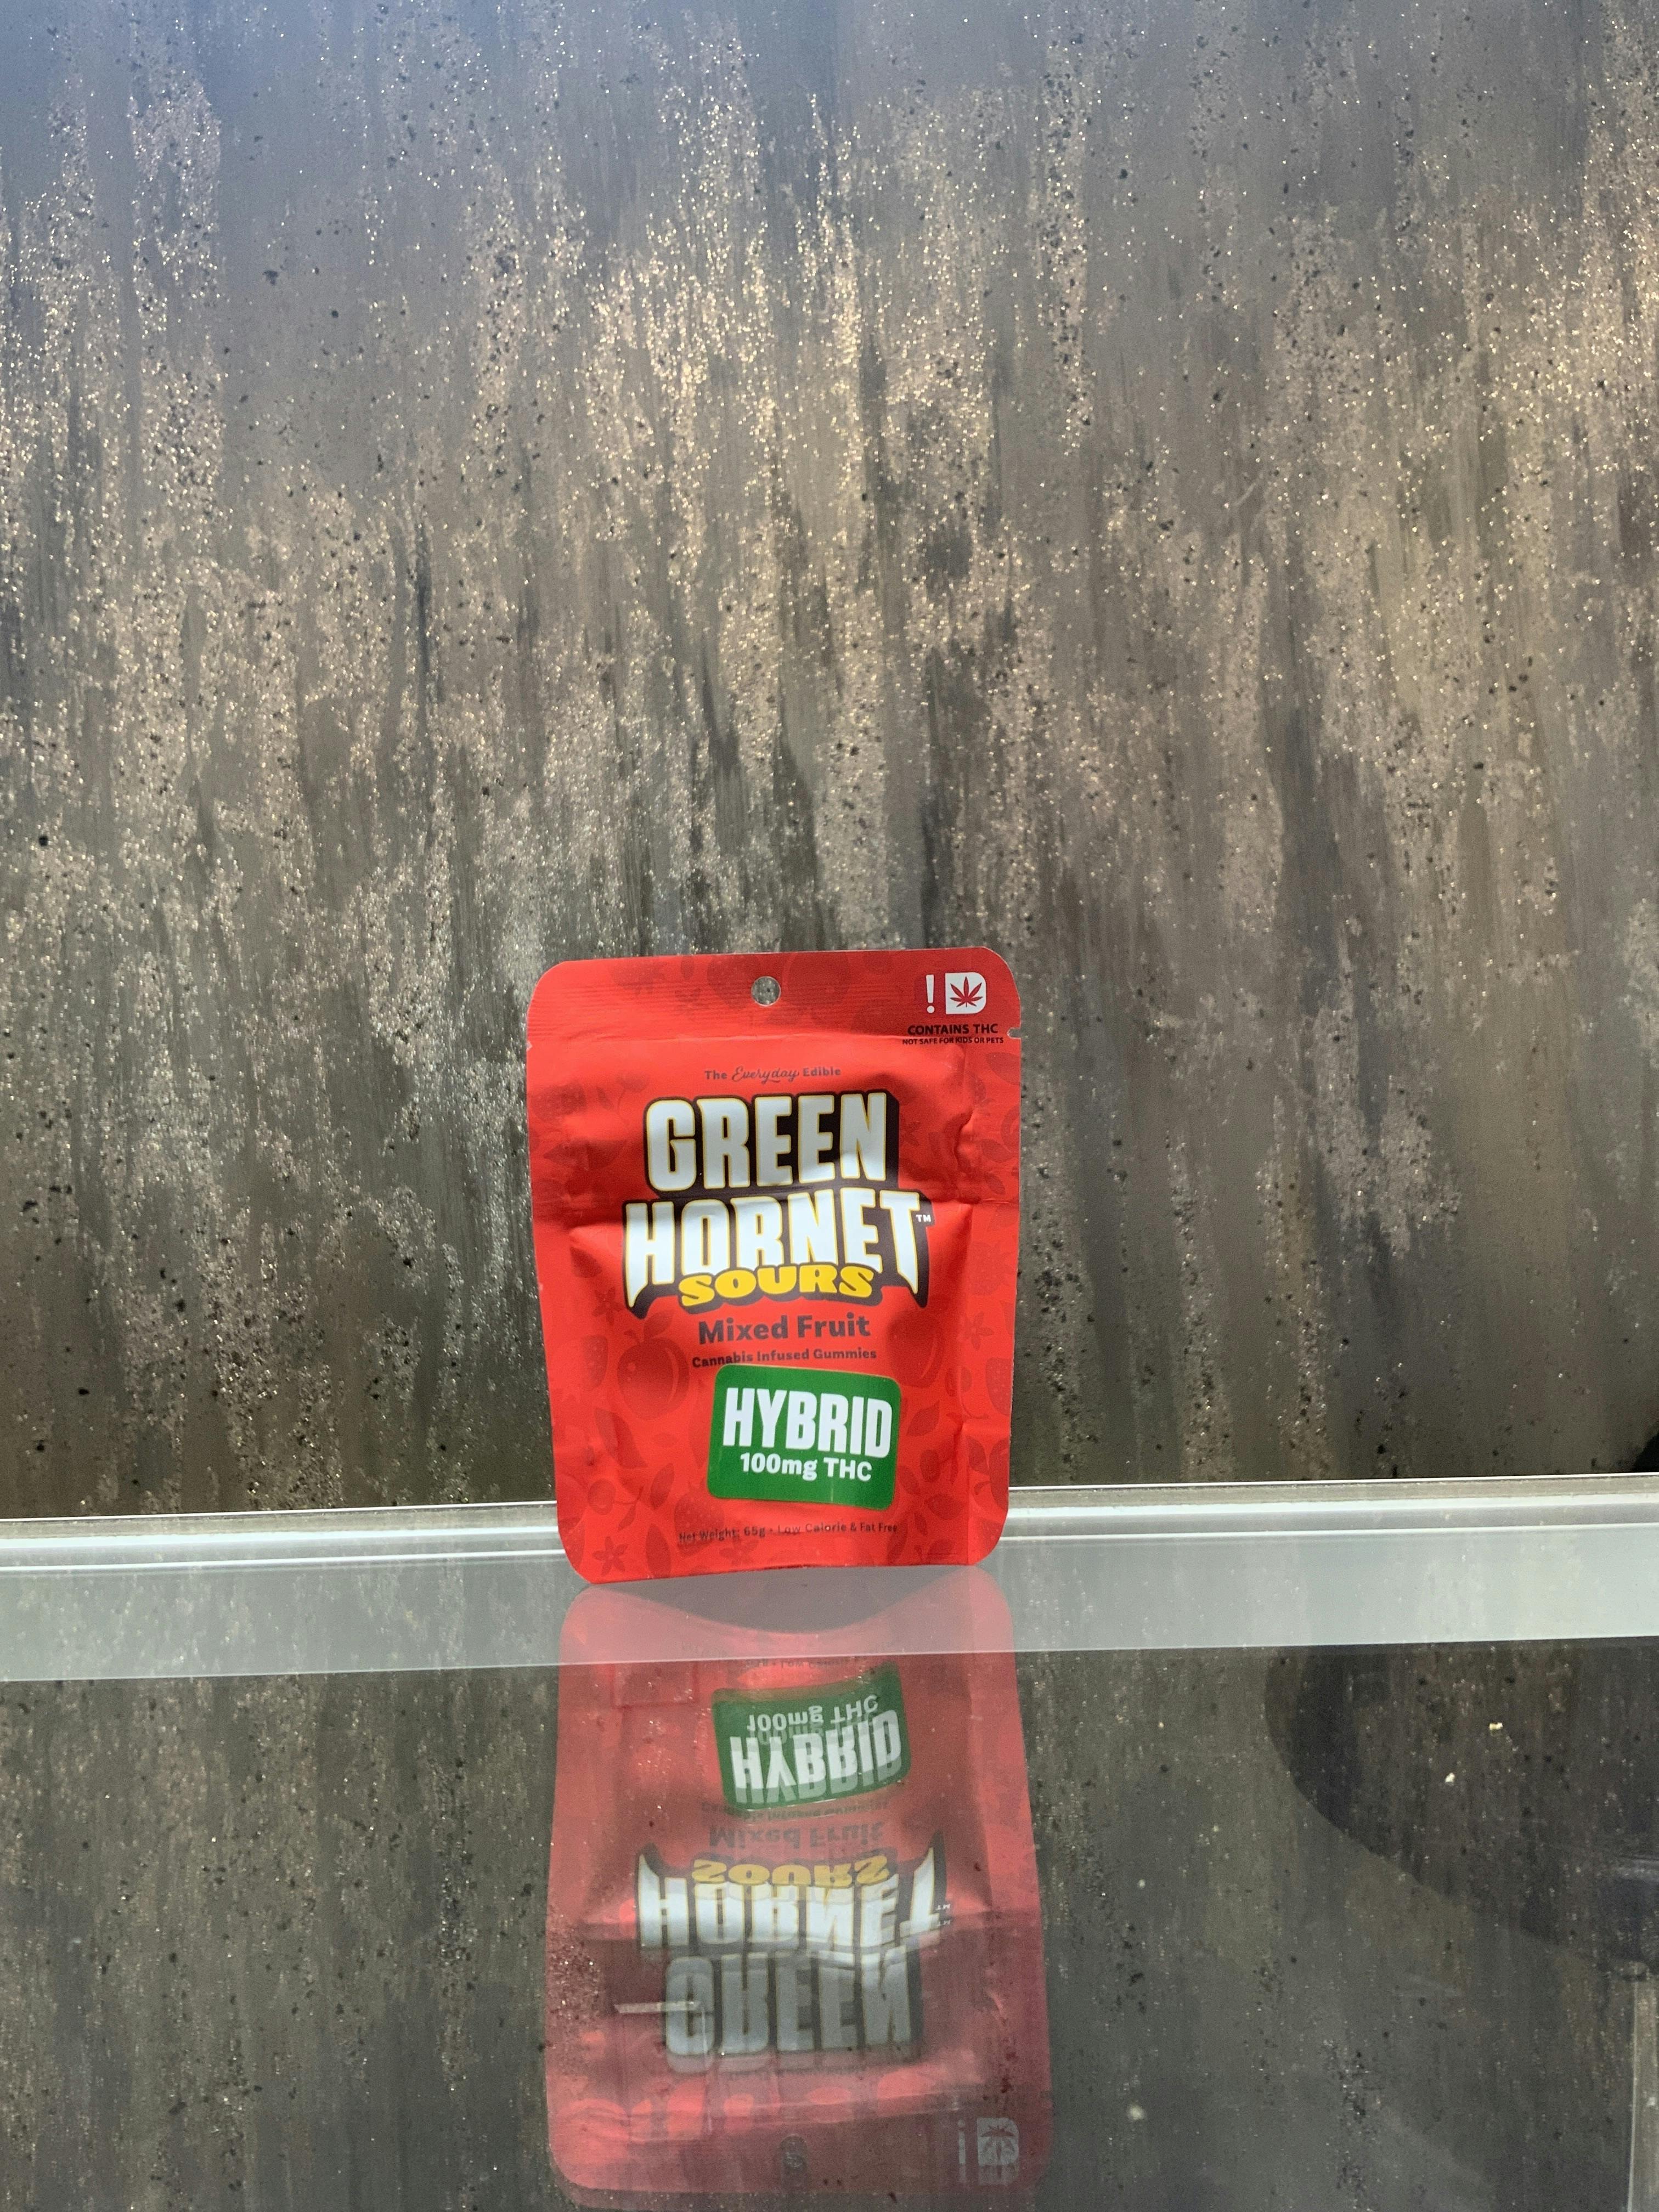 !
CONTAINS THC
NOT SAFE FOR KIDS OR PETS
The Everyday Edible
GREEN
HORNET™
SOURS
Mixed Fruit
Cannabis Infused Gummies
HYBRID
100mg THC
Net Weight: 65g • Low Calorie & Fat Free